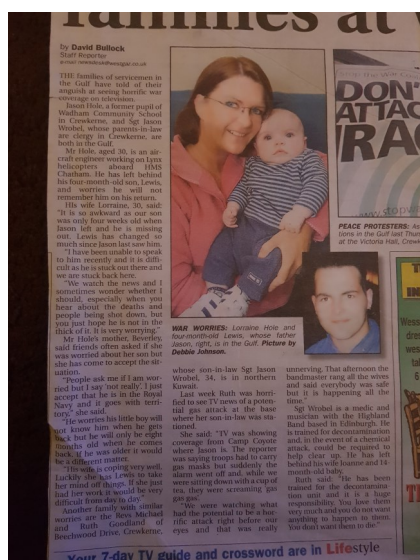 families at
by David Bullock
Staff Reporter
THE families of servicemen in
the Gulf have told of their
anguish at seeing horrific war
coverage on television.
Jason Hole, a former pupil of
Wadham Community School
in Crewkerne, and Sgt Jason
Wrobel, whose parents-in-law
are clergy in Crewkerne, are
both in the Gulf.
Mr Hole, aged 30, is an air-
craft engineer working on Lynx
helicopters aboard HMS
Chatham. He has left behind
his four-month-old son, Lewis,
and worries he will not
remember him on his return.
His wife Lorraine, 30, said:
"It is so awkward as our son
was only four weeks old when
Jason left and he is missing
out. Lewis has changed so
much since Jason last saw him.
"I have been unable to speak
to him recently and it is diffi-
cult as he is stuck out there and
we are stuck back here.
"We watch the news and I
sometimes wonder whether I
should, especially when you
hear about the deaths and
people being shot down, but
you just hope he is not in the
thick of it. It is very worrying."
Mr Hole's mother, Beverley,
said friends often asked if she
was worried about her son but
she has come to accept the sit-
uation.
"People ask me if I am wor-
ried but I say 'not really'. I just
accept that he is in the Royal
Navy and it goes with terri-
tory," she said.
"He worries his little boy will
not know him when he gets
back but he will only be eight
months old when he comes
back. If he was older it would
be a different matter.
"His wife is coping very well.
Luckily she has Lewis to take
her mind off things. If she just
had her work it would be very
difficult from day to day."
Another family with similar
worries are the Revs Michael
and Ruth Goodland of
Beechwood Drive, Crewkerne,
WAR WORRIES: Lorraine Hole and
four-month-old Lewis, whose father
Jason, right, is in the Gulf. Picture by
Debbie Johnson.
whose son-in-law Sgt Jason
Wrobel, 34, is in northern
Kuwait.
Last week Ruth was horri-
fied to see TV news of a poten-
tial gas attack at the base
where her son-in-law was sta-
tioned.
She said: "TV was showing
coverage from Camp Coyote
where Jason is. The reporter
was saying troops had to carry
gas masks but suddenly the
alarm went off and, while we
were sitting down with a cup of
tea, they were screaming gas
gas gas.
"We were watching what
had the potential to be a hor-
rific attack right before our
eyes and that was really
unnerving. That afternoon the
bandmaster rang all the wives
and said everybody was safe
but it is happening all the
time."
Sgt Wrobel is a medic and
musician with the Highland
band based in Edinburgh. He
is trained for decontamination
and, in the event of a chemical
attack, could be required to
help clear up. He has left
behind his wife Joanne and 14-
month-old baby.
Ruth said: "He has been
trained for the decontamina-
tion unit and it is a huge
responsibility. You love them
very much and you do not want
anything to happen to them.
You don't want them to die."
DON'
ATTAC
RAC
www.stopw
PEACE PROTESTERS: As
tions in the Gulf last Thur
at the Victoria Hall, Crewk
Your 7-day TV guide and crossword are in Lifestyle